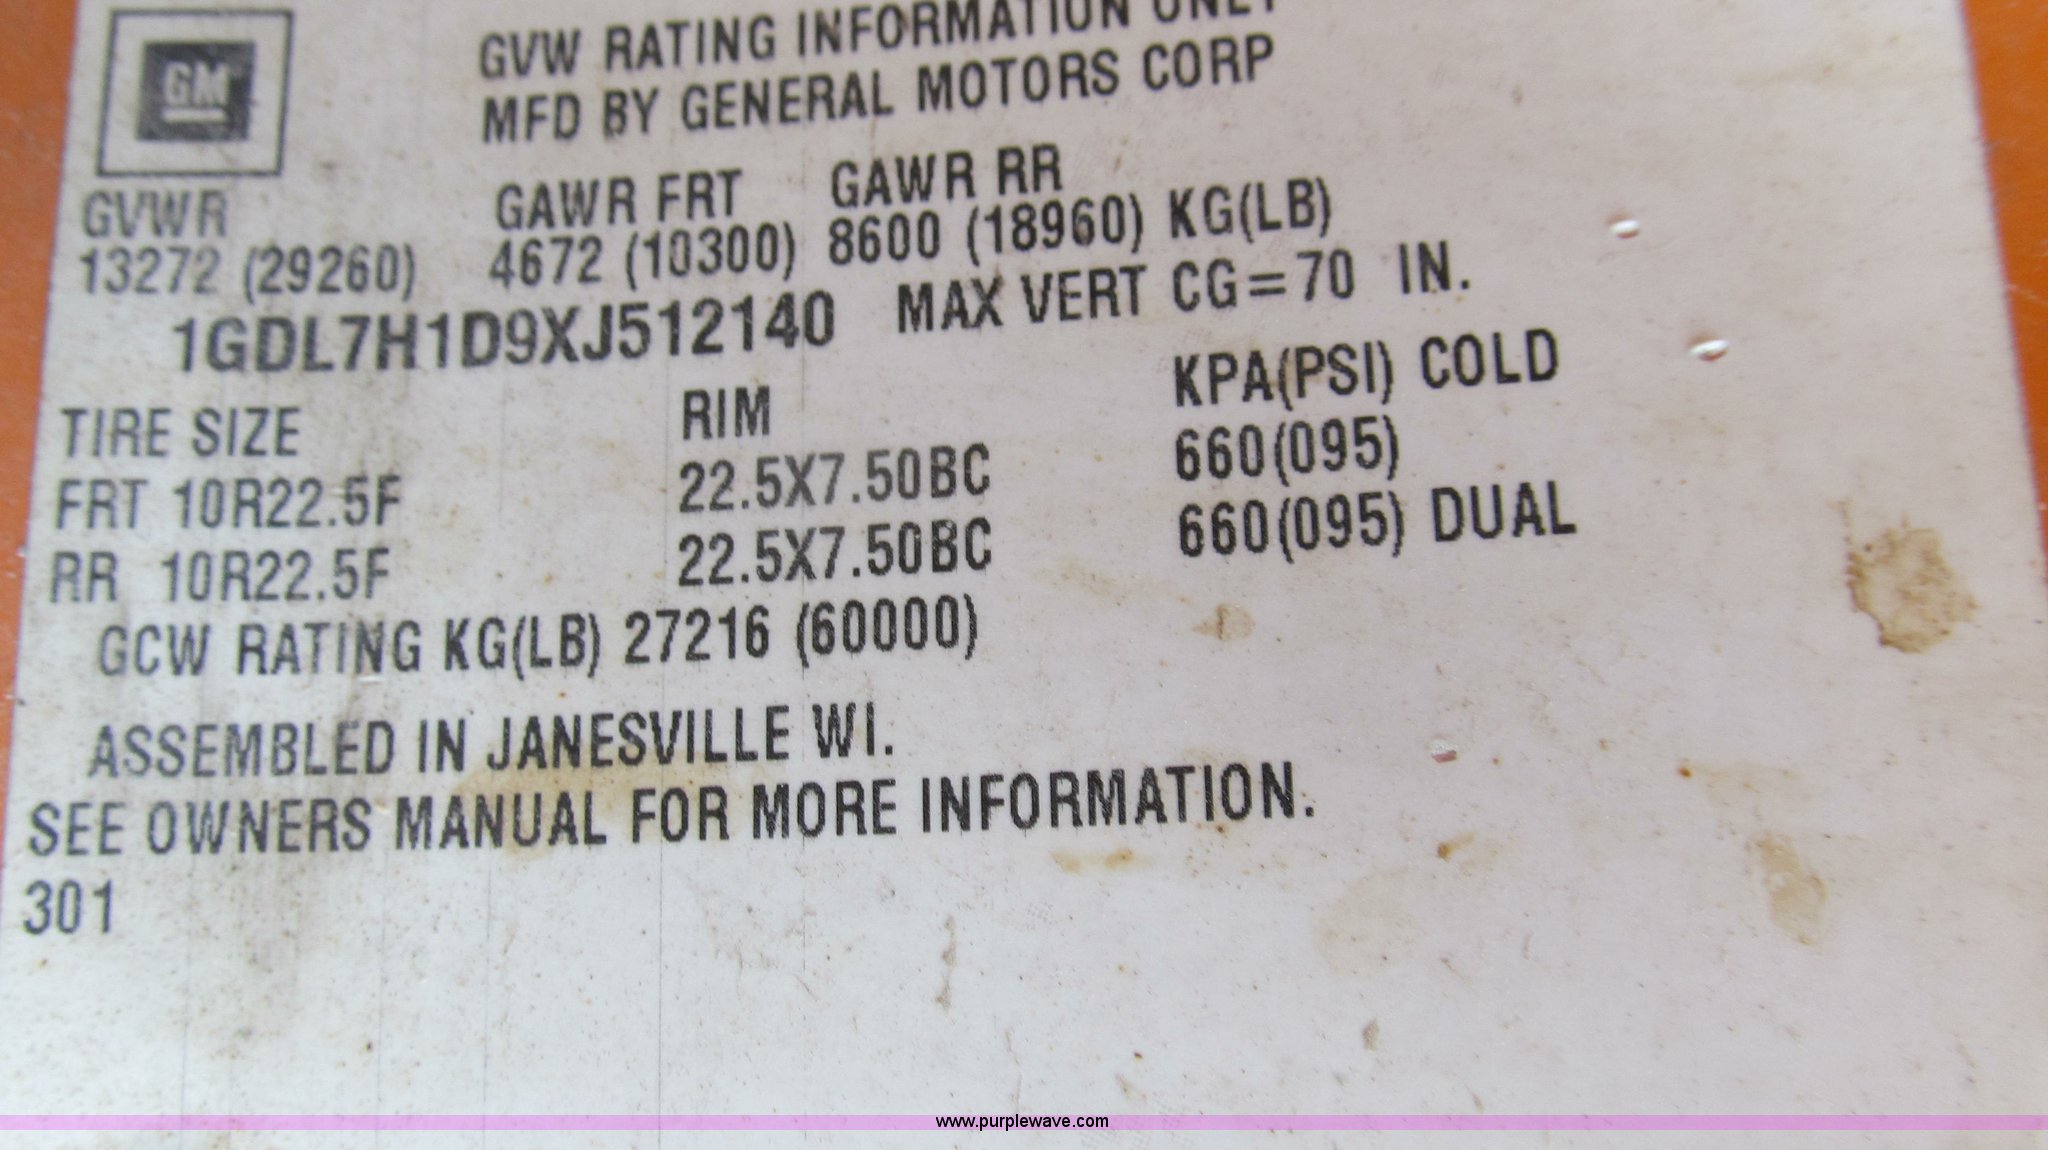 GM
GVW RATING INFORMATION ONLY
MFD BY GENERAL MOTORS CORP
GVWR GAWR FRT GAWR RR
13272 (29260) 4672 (10300) 8600 (18960) KG(LB)
1GDL7H1D9XJ512140 MAX VERT CG=70 IN.
TIRE SIZE RIM KPA(PSI) COLD
FRT 10R22.5F 22.5X7.50BC 660(095)
RR 10R22.5F 22.5X7.50BC 660(095) DUAL
GCW RATING KG(LB) 27216 (60000)
ASSEMBLED IN JANESVILLE WI.
SEE OWNERS MANUAL FOR MORE INFORMATION.
301
www.purplewave.com